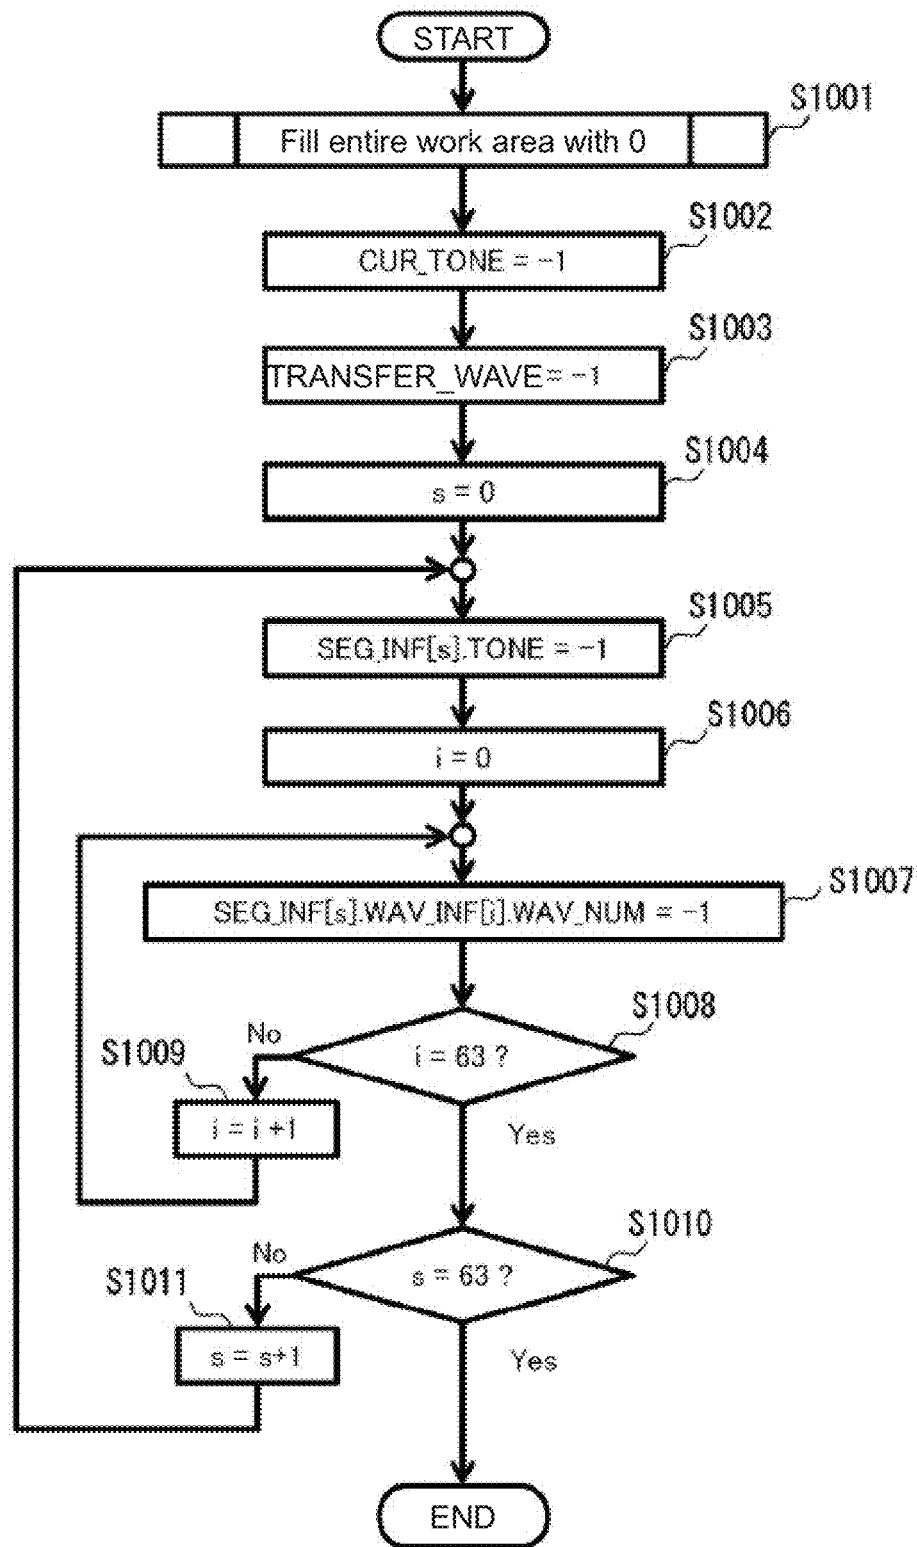 START
S1001
Fill entire work area with 0
S1002
CUR_TONE = −1
S1003
TRANSFER_WAVE= −1
S1004
s = 0
S1005
SEG_INF[s].TONE = −1
S1006
i = 0
S1007
SEG_INF[s].WAV_INF[i].WAV_NUM = −1
S1008
No
i = 63 ?
S1009
i = i +1
Yes
S1010
No
s = 63 ?
S1011
s = s+1
Yes
END